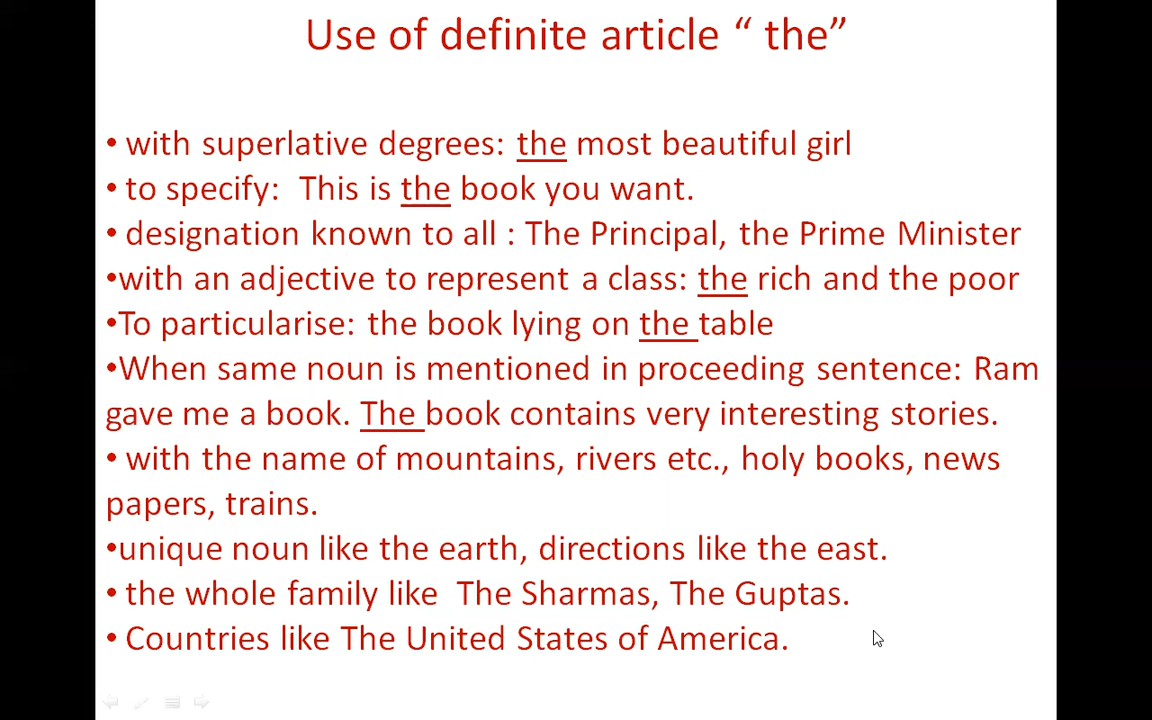 Use of definite article “ the”
• with superlative degrees: the most beautiful girl
• to specify:  This is the book you want.
• designation known to all : The Principal, the Prime Minister
•with an adjective to represent a class: the rich and the poor
•To particularise: the book lying on the table
•When same noun is mentioned in proceeding sentence: Ram
gave me a book. The book contains very interesting stories.
• with the name of mountains, rivers etc., holy books, news
papers, trains.
•unique noun like the earth, directions like the east.
• the whole family like  The Sharmas, The Guptas.
• Countries like The United States of America.